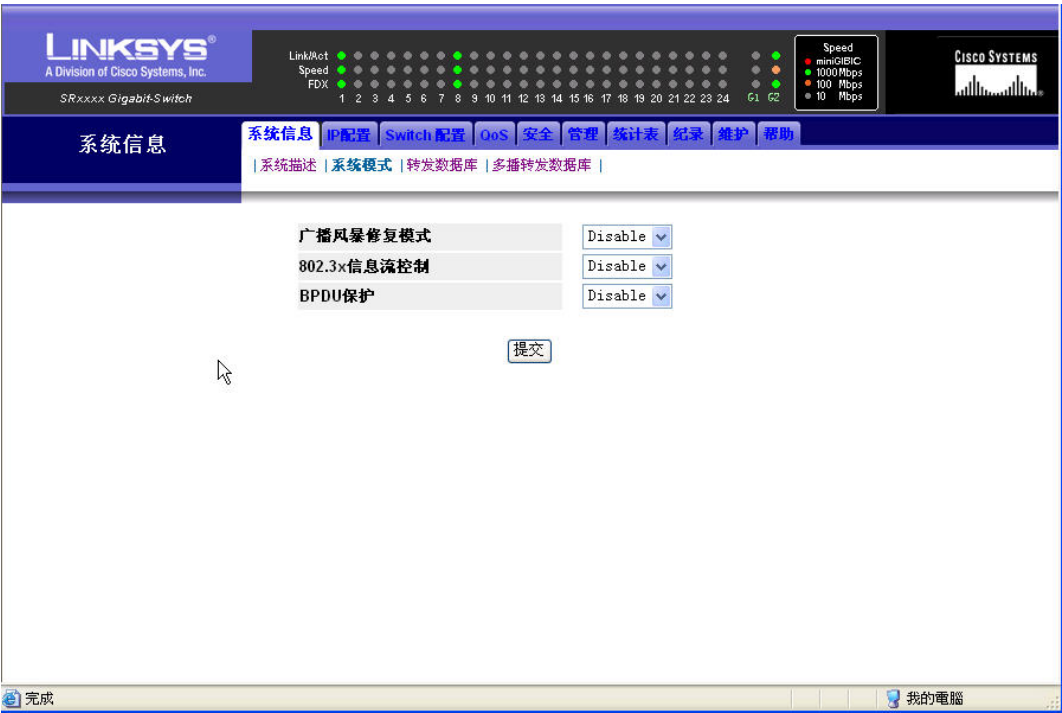 LINKSYS®
A Division of Cisco Systems, Inc.
SRxxxx Gigabit-Switch
Link/Act
Speed
FDX
1 2 3 4 5 6 7 8 9 10 11 12 13 14 15 16 17 18 19 20 21 22 23 24 G1 G2
Speed
miniGIBIC
1000 Mbps
100 Mbps
10 Mbps
CISCO SYSTEMS
系统信息
系统信息 IP配置 Switch 配置 QoS 安全 管理 统计表 纪录 维护 帮助
|系统描述 |系统模式 |转发数据库 |多播转发数据库 |
广播风暴修复模式 Disable
802.3x信息流控制 Disable
BPDU保护 Disable
提交
完成
我的電腦